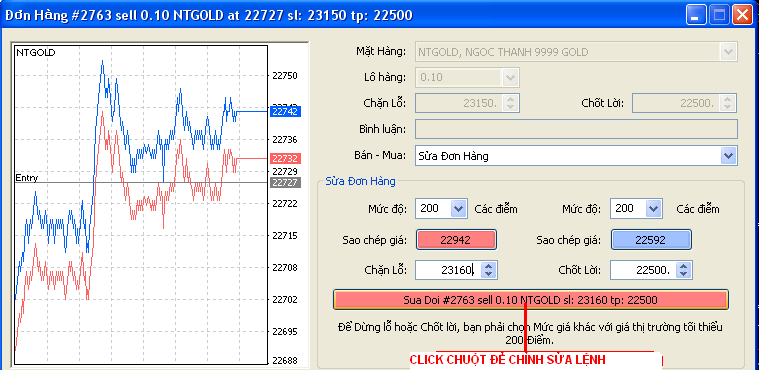 Đơn Hàng #2763 sell 0.10 NTGOLD at 22727 sl: 23150 tp: 22500
NTGOLD
22750
22742
22736
22732
22729
Entry
22727
22722
22715
22708
22702
22695
22688
Mặt Hàng: NTGOLD, NGOC THANH 9999 GOLD
Lô hàng: 0.10
Chặn Lỗ: 23150. Chốt Lời: 22500.
Bình luận:
Bán - Mua: Sửa Đơn Hàng
Sửa Đơn Hàng
Mức độ: 200 Các điểm Mức độ: 200 Các điểm
Sao chép giá: 22942 Sao chép giá: 22592
Chặn Lỗ: 23160. Chốt Lời: 22500.
Sua Doi #2763 sell 0.10 NTGOLD sl: 23160 tp: 22500
Để Dừng lỗ hoặc Chốt lời, bạn phải chọn Mức giá khác với giá thị trường tối thiểu
200 Điểm.
CLICK CHUỘT ĐỂ CHỈNH SỬA LỆNH